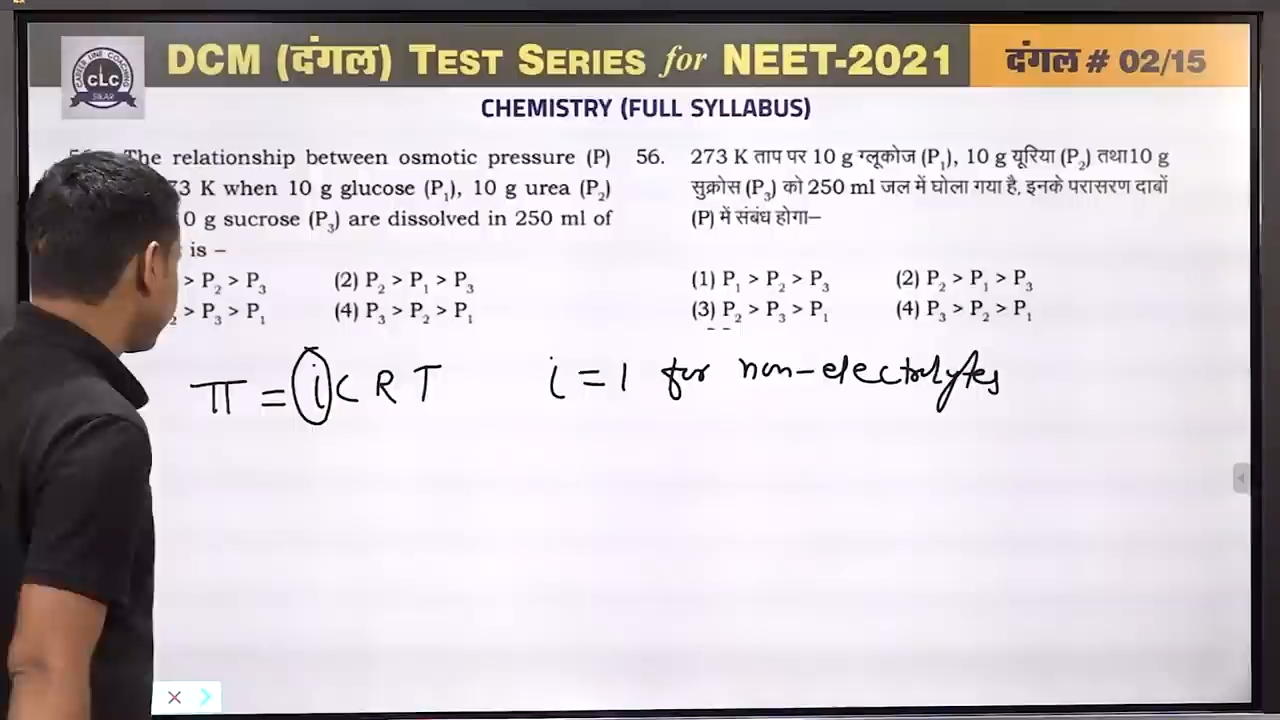 DCM (दंगल) TEST SERIES for NEET-2021
दंगल # 02/15
CLC
SIKAR
CHEMISTRY (FULL SYLLABUS)
The relationship between osmotic pressure (P)
73 K when 10 g glucose (P₁), 10 g urea (P₂)
0 g sucrose (P₃) are dissolved in 250 ml of
is –
> P₂ > P₃ (2) P₂ > P₁ > P₃
> P₃ > P₁ (4) P₃ > P₂ > P₁
56. 273 K ताप पर 10 g ग्लूकोज (P₁), 10 g यूरिया (P₂) तथा 10 g
सुक्रोस (P₃) को 250 ml जल में घोला गया है, इनके परासरण दाबों
(P) में संबंध होगा–
(1) P₁ > P₂ > P₃ (2) P₂ > P₁ > P₃
(3) P₂ > P₃ > P₁ (4) P₃ > P₂ > P₁
π = i C R T i = 1 for non-electrolytes